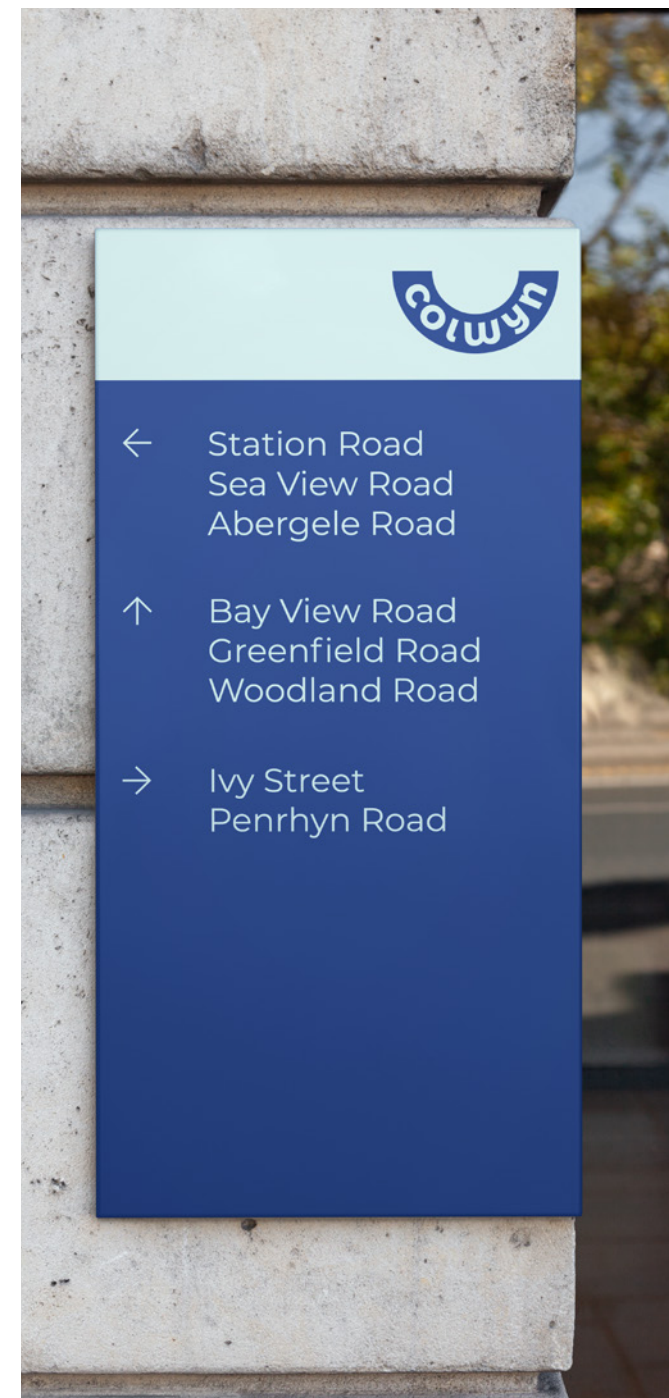 colwyn
← Station Road
Sea View Road
Abergele Road
↑ Bay View Road
Greenfield Road
Woodland Road
→ Ivy Street
Penrhyn Road